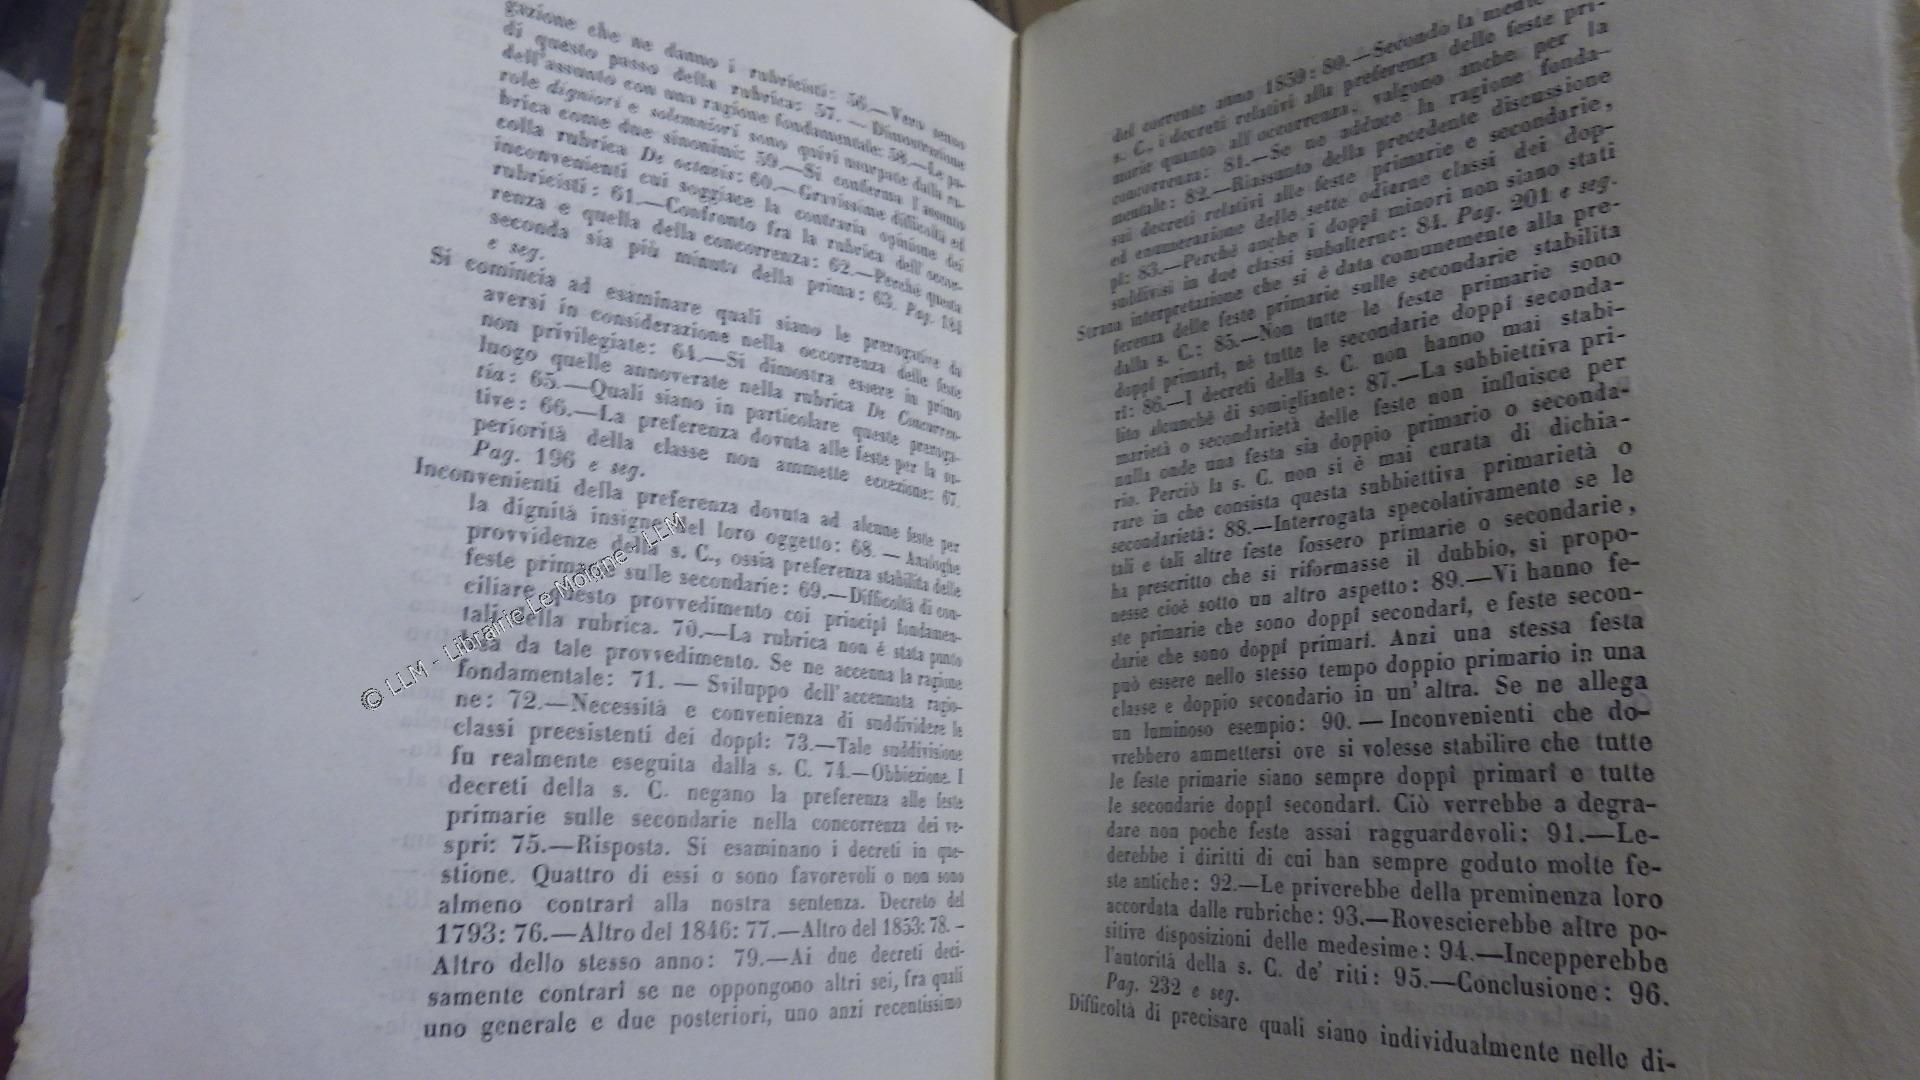 gazione che ne danno i rubricisti: 56.—Vero senso
di questo passo della rubrica: 57. — Dimostrazione
dell'assunto con una ragione fondamentale: 58.—Le pa-
role digniori e solemniori sono quivi usurpate dalla ru-
brica come due sinonimi: 59.—Si conferma l'assunto
colla rubrica De octavis: 60.—Gravissime difficoltà ed
inconvenienti cui soggiace la contraria opinione dei
rubricisti: 61.—Confronto fra la rubrica dell'occor-
renza e quella della concorrenza: 62.—Perchè questa
seconda sia più minuta della prima: 63. Pag. 184
e seg.
Si comincia ad esaminare quali siano le prerogative da
aversi in considerazione nella occorrenza delle feste
non privilegiate: 64.—Si dimostra essere in primo
luogo quelle annoverate nella rubrica De Concurren-
tia: 65.—Quali siano in particolare queste preroga-
tive: 66.—La preferenza dovuta alle feste per la su-
periorità della classe non ammette eccezione: 67.
Pag. 196 e seg.
Inconvenienti della preferenza dovuta ad alcune feste per
la dignità insigne del loro oggetto: 68. — Analoghe
provvidenze della s. C., ossia preferenza stabilita delle
feste primarie sulle secondarie: 69.—Difficoltà di con-
ciliare questo provvedimento coi principî fondamen-
tali della rubrica. 70.—La rubrica non è stata punto
lesa da tale provvedimento. Se ne accenna la ragione
fondamentale: 71. — Sviluppo dell'accennata ragio-
ne: 72.—Necessità e convenienza di suddividere le
classi preesistenti dei doppî: 73.—Tale suddivisione
fu realmente eseguita dalla s. C. 74.—Obbiezione. I
decreti della s. C. negano la preferenza alle feste
primarie sulle secondarie nella concorrenza dei ve-
spri: 75.—Risposta. Si esaminano i decreti in que-
stione. Quattro di essi o sono favorevoli o non sono
almeno contrarî alla nostra sentenza. Decreto del
1793: 76.—Altro del 1846: 77.—Altro del 1853: 78.-
Altro dello stesso anno: 79.—Ai due decreti deci-
samente contrarî se ne oppongono altri sei, fra quali
uno generale e due posteriori, uno anzi recentissimo
© LLM - Librairie Le Moigne - LLM
del corrente anno 1859: 80.—Secondo la
s. C., i decreti relativi alla preferenza delle feste pri-
marie quanto all'occorrenza, valgono anche per la
concorrenza: 81.—Se ne adduce la ragione fonda-
mentale: 82.—Riassunto della precedente discussione
sui decreti relativi alle feste primarie e secondarie,
ed enumerazione delle sette odierne classi dei dop-
pî: 83.—Perchè anche i doppî minori non siano stati
suddivisi in due classi subalterne: 84. Pag. 201 e seg.
Strana interpretazione che si è data comunemente alla pre-
ferenza delle feste primarie sulle secondarie stabilita
dalla s. C.: 85.—Non tutte le feste primarie sono
doppî primarî, nè tutte le secondarie doppî seconda-
rî: 86.—I decreti della s. C. non hanno mai stabi-
lito alcunchè di somigliante: 87.—La subbiettiva pri-
marietà o secondarietà delle feste non influisce per
nulla onde una festa sia doppio primario o seconda-
rio. Perciò la s. C. non si è mai curata di dichia-
rare in che consista questa subbiettiva primarietà o
secondarietà: 88.—Interrogata specolativamente se le
tali e tali altre feste fossero primarie o secondarie,
ha prescritto che si riformasse il dubbio, si propo-
nesse cioè sotto un altro aspetto: 89.—Vi hanno fe-
ste primarie che sono doppî secondarî, e feste secon-
darie che sono doppî primarî. Anzi una stessa festa
può essere nello stesso tempo doppio primario in una
classe e doppio secondario in un' altra. Se ne allega
un luminoso esempio: 90. — Inconvenienti che do-
vrebbero ammettersi ove si volesse stabilire che tutte
le feste primarie siano sempre doppî primarî e tutte
le secondarie doppî secondarî. Ciò verrebbe a degra-
dare non poche feste assai ragguardevoli: 91.—Le-
derebbe i diritti di cui han sempre goduto molte fe-
ste antiche: 92.—Le priverebbe della preminenza loro
accordata dalle rubriche: 93.—Rovescierebbe altre po-
sitive disposizioni delle medesime: 94.—Incepperebbe
l'autorità della s. C. de' riti: 95.—Conclusione: 96.
Pag. 232 e seg.
Difficoltà di precisare quali siano individualmente nelle di-